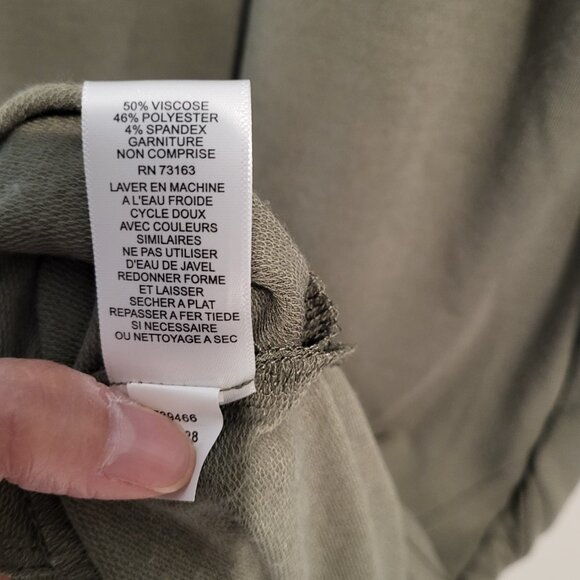 50% VISCOSE
46% POLYESTER
4% SPANDEX
GARNITURE
NON COMPRISE
RN 73163
LAVER EN MACHINE
A L'EAU FROIDE
CYCLE DOUX
AVEC COULEURS
SIMILAIRES
NE PAS UTILISER
D'EAU DE JAVEL
REDONNER FORME
ET LAISSER
SECHER A PLAT
REPASSER A FER TIEDE
SI NECESSAIRE
OU NETTOYAGE A SEC